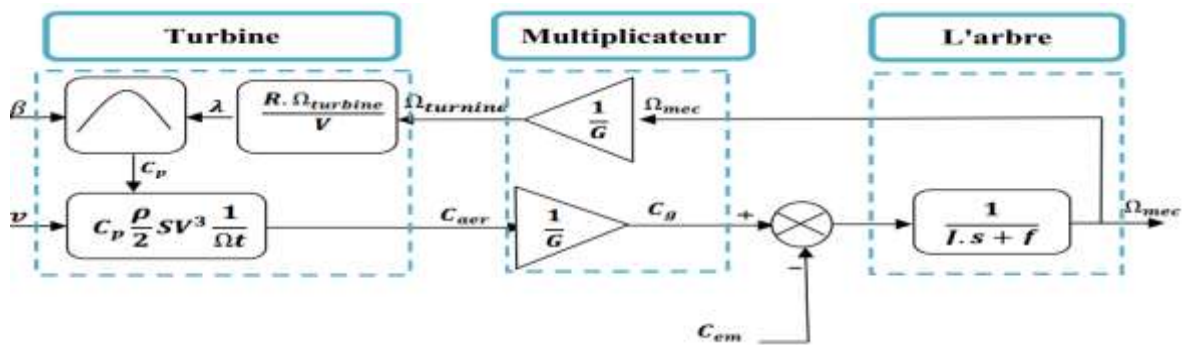 Turbine
Multiplicateur
L'arbre
β
λ
R. Ω_turbine / V
Ω_turnine
1 / G
Ω_mec
C_p
v
C_p ρ/2 SV³ 1/Ωt
C_aer
1 / G
C_g
+
−
1 / J.s + f
Ω_mec
C_em